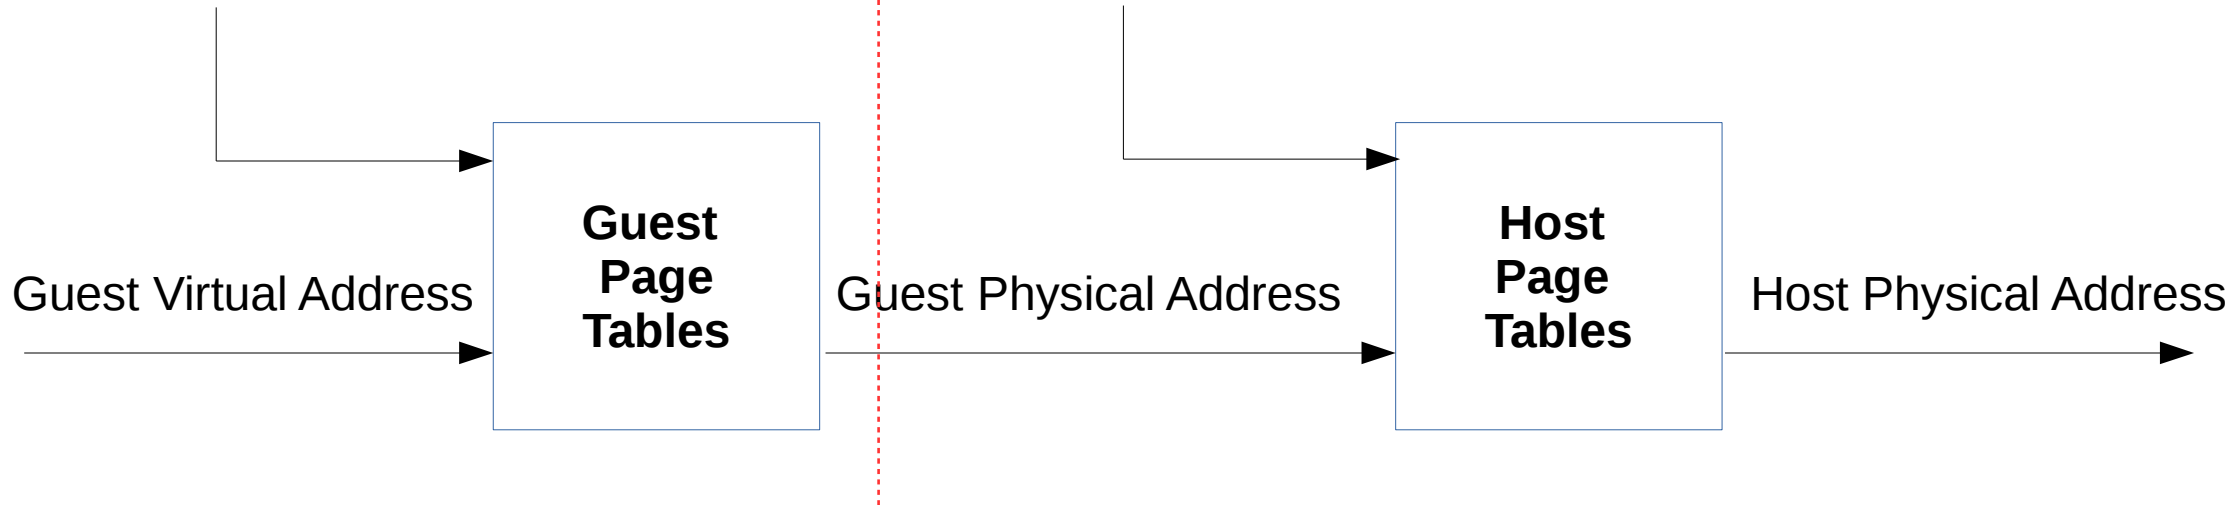 Guest Virtual Address
Guest
Page
Tables
Guest Physical Address
Host
Page
Tables
Host Physical Address